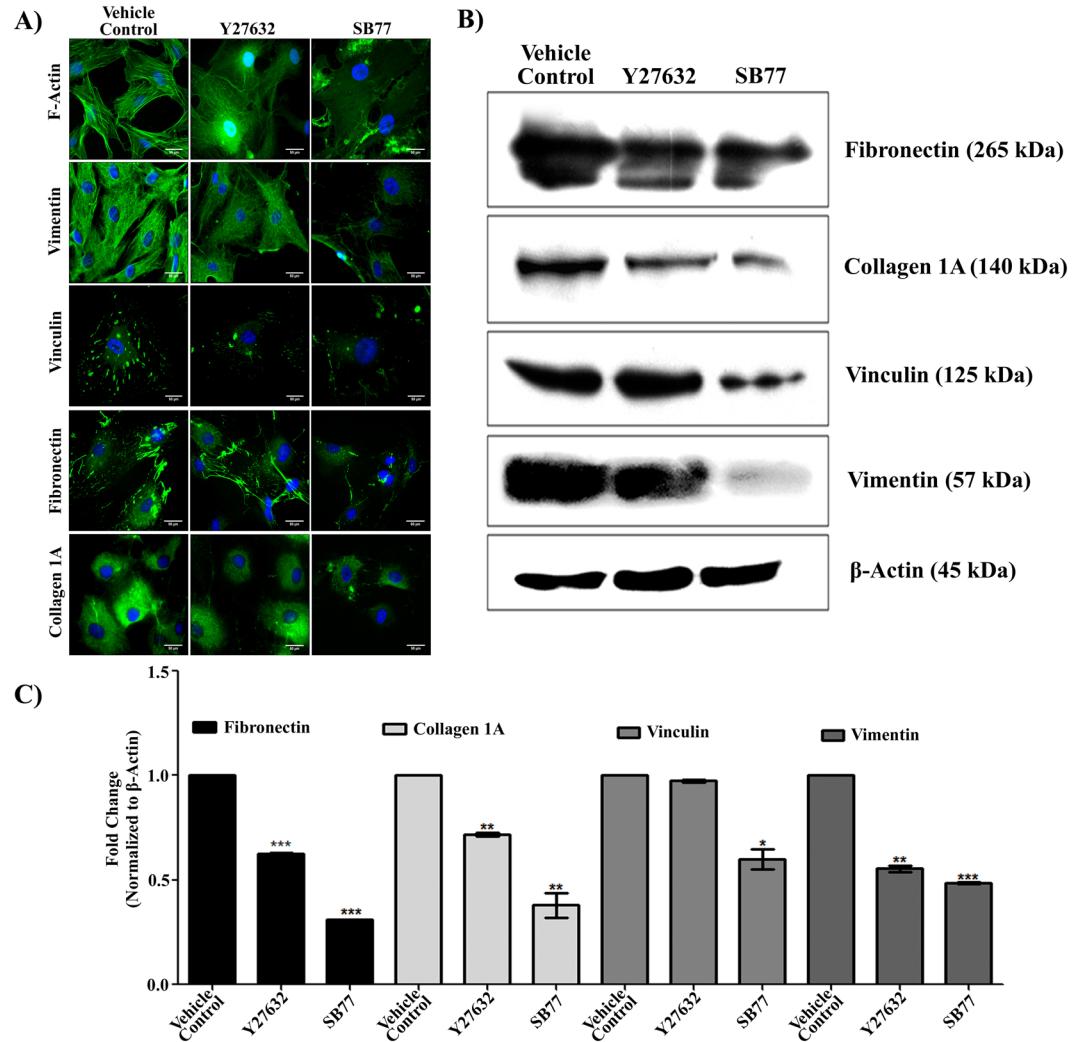 A)
Vehicle
Control
Y27632
SB77
F-Actin
Vimentin
Vinculin
Fibronectin
Collagen 1A
B)
Vehicle
Control
Y27632
SB77
Fibronectin (265 kDa)
Collagen 1A (140 kDa)
Vinculin (125 kDa)
Vimentin (57 kDa)
β-Actin (45 kDa)
C)
Fold Change
(Normalized to β-Actin)
1.5
1.0
0.5
0.0
Fibronectin
Collagen 1A
Vinculin
Vimentin
***
***
**
**
*
**
***
Vehicle
Control
Y27632
SB77
Vehicle
Control
Y27632
SB77
Vehicle
Control
Y27632
SB77
Vehicle
Control
Y27632
SB77